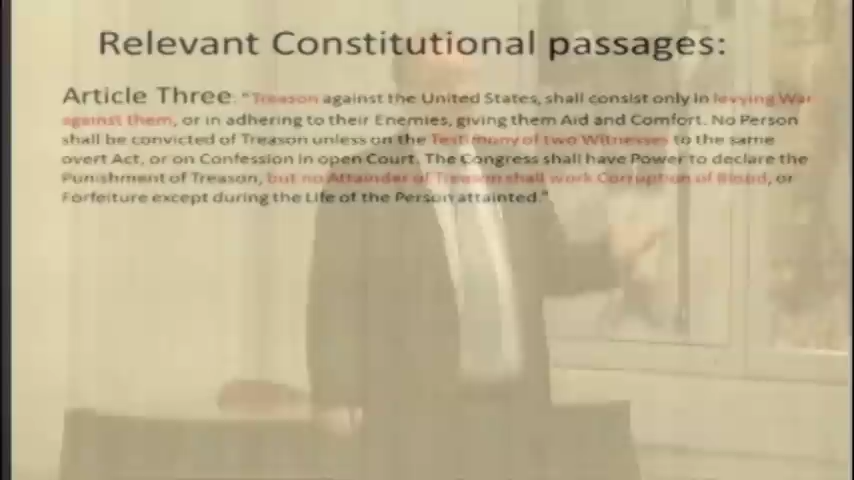 Relevant Constitutional passages:
Article Three: "Treason against the United States, shall consist only in levying War
against them, or in adhering to their Enemies, giving them Aid and Comfort. No Person
shall be convicted of Treason unless on the Testimony of two Witnesses to the same
overt Act, or on Confession in open Court. The Congress shall have Power to declare the
Punishment of Treason, but no Attainder of Treason shall work Corruption of Blood, or
Forfeiture except during the Life of the Person attainted."